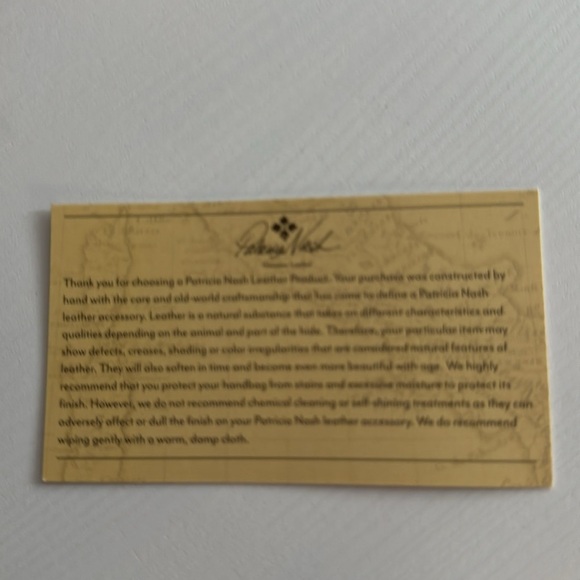 Patricia Nash
Thank you for choosing a Patricia Nash Leather Product. Your purchase was constructed by
hand with the care and old-world craftsmanship that has come to define a Patricia Nash
leather accessory. Leather is a natural substance that takes on different characteristics and
qualities depending on the animal and part of the hide. Therefore, your particular item may
show defects, creases, shading or color irregularities that are considered natural features of
leather. They will also soften in time and become even more beautiful with age. We highly
recommend that you protect your handbag from stains and excessive moisture to protect its
finish. However, we do not recommend chemical cleaning or self-shining treatments as they can
adversely affect or dull the finish on your Patricia Nash leather accessory. We do recommend
wiping gently with a warm, damp cloth.